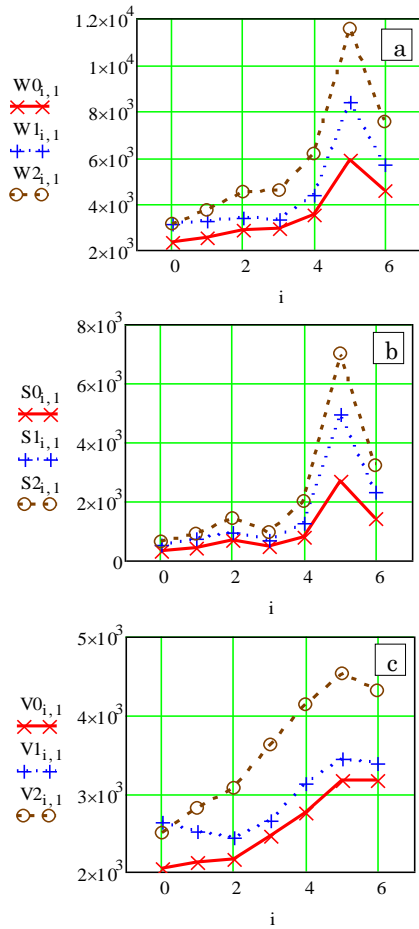 1.2×10⁴
1×10⁴
8×10³
6×10³
4×10³
2×10³
W0i, 1
W1i, 1
W2i, 1
a
0 2 4 6
i
8×10³
6×10³
4×10³
2×10³
0
S0i, 1
S1i, 1
S2i, 1
b
0 2 4 6
i
5×10³
4×10³
3×10³
2×10³
V0i, 1
V1i, 1
V2i, 1
c
0 2 4 6
i